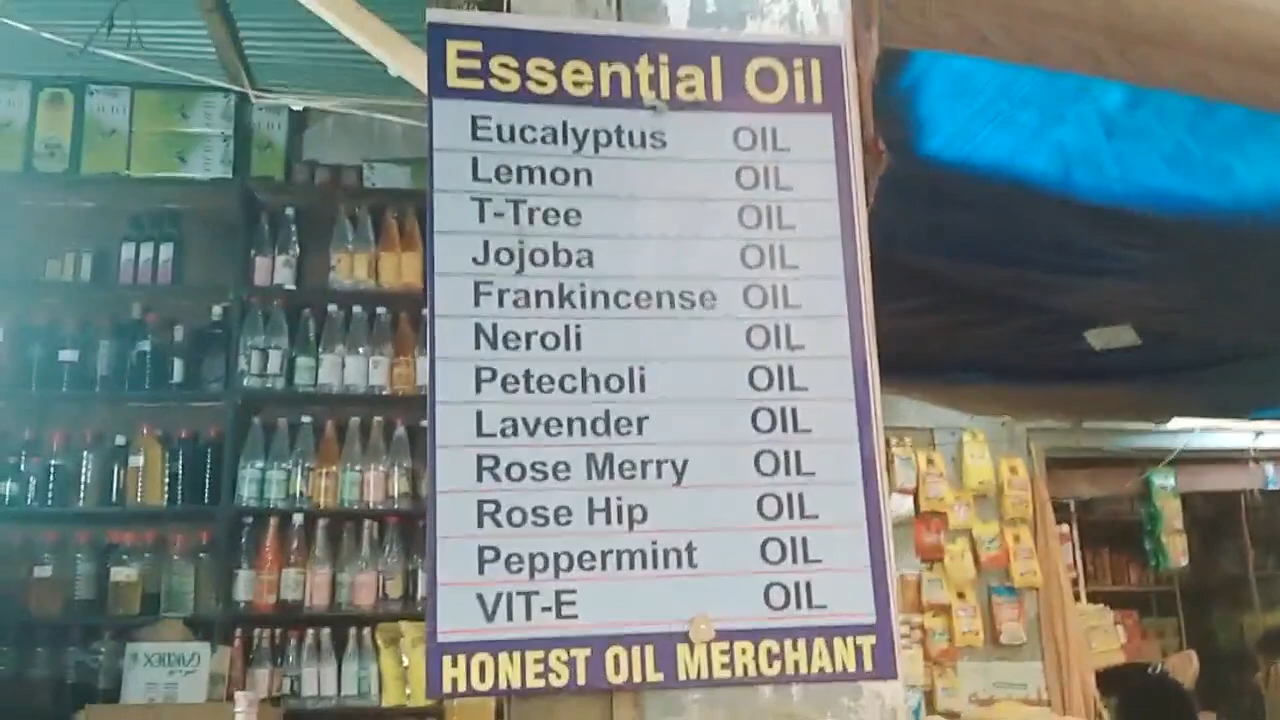 Essential Oil
Eucalyptus OIL
Lemon OIL
T-Tree OIL
Jojoba OIL
Frankincense OIL
Neroli OIL
Petecholi OIL
Lavender OIL
Rose Merry OIL
Rose Hip OIL
Peppermint OIL
VIT-E OIL
HONEST OIL MERCHANT